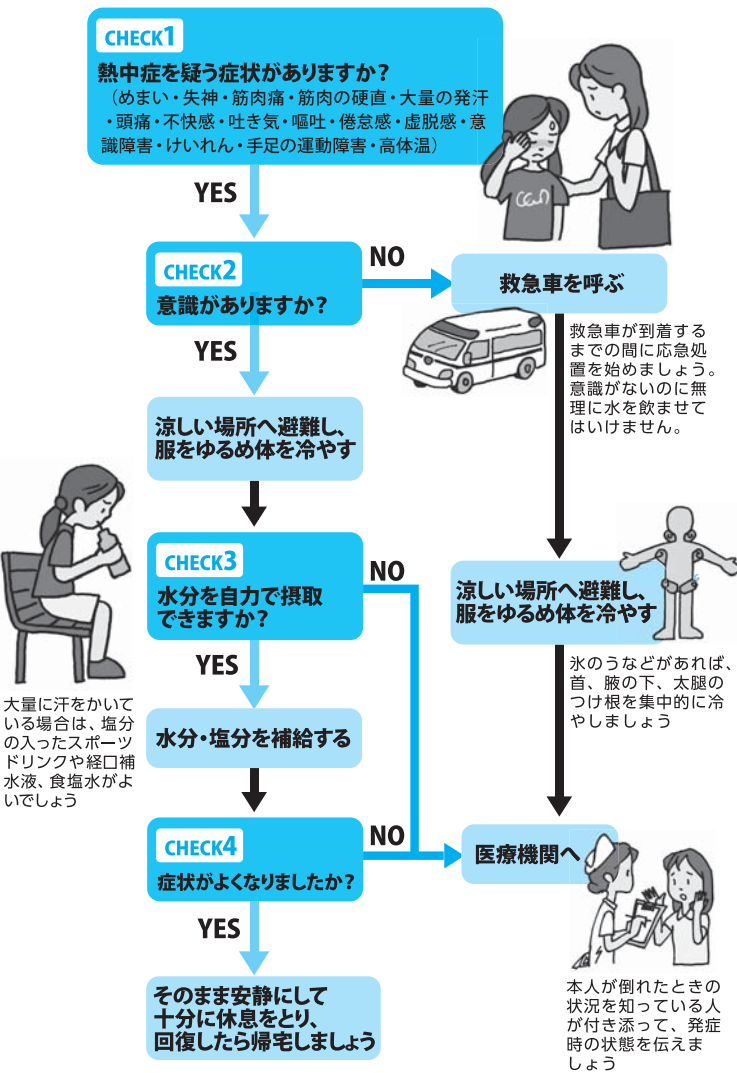 CHECK1
熱中症を疑う症状がありますか？
（めまい・失神・筋肉痛・筋肉の硬直・大量の発汗
・頭痛・不快感・吐き気・嘔吐・倦怠感・虚脱感・意
識障害・けいれん・手足の運動障害・高体温）
YES
CHECK2
意識がありますか？
NO
救急車を呼ぶ
救急車が到着する
までの間に応急処
置を始めましょう。
意識がないのに無
理に水を飲ませて
はいけません。
YES
涼しい場所へ避難し、
服をゆるめ体を冷やす
CHECK3
水分を自力で摂取
できますか？
NO
涼しい場所へ避難し、
服をゆるめ体を冷やす
氷のうなどがあれば、
首、腋の下、太腿の
つけ根を集中的に冷
やしましょう
YES
大量に汗をかいて
いる場合は、塩分
の入ったスポーツ
ドリンクや経口補
水液、食塩水がよ
いでしょう
水分・塩分を補給する
CHECK4
症状がよくなりましたか？
NO
医療機関へ
本人が倒れたときの
状況を知っている人
が付き添って、発症
時の状態を伝えま
しょう
YES
そのまま安静にして
十分に休息をとり、
回復したら帰宅しましょう